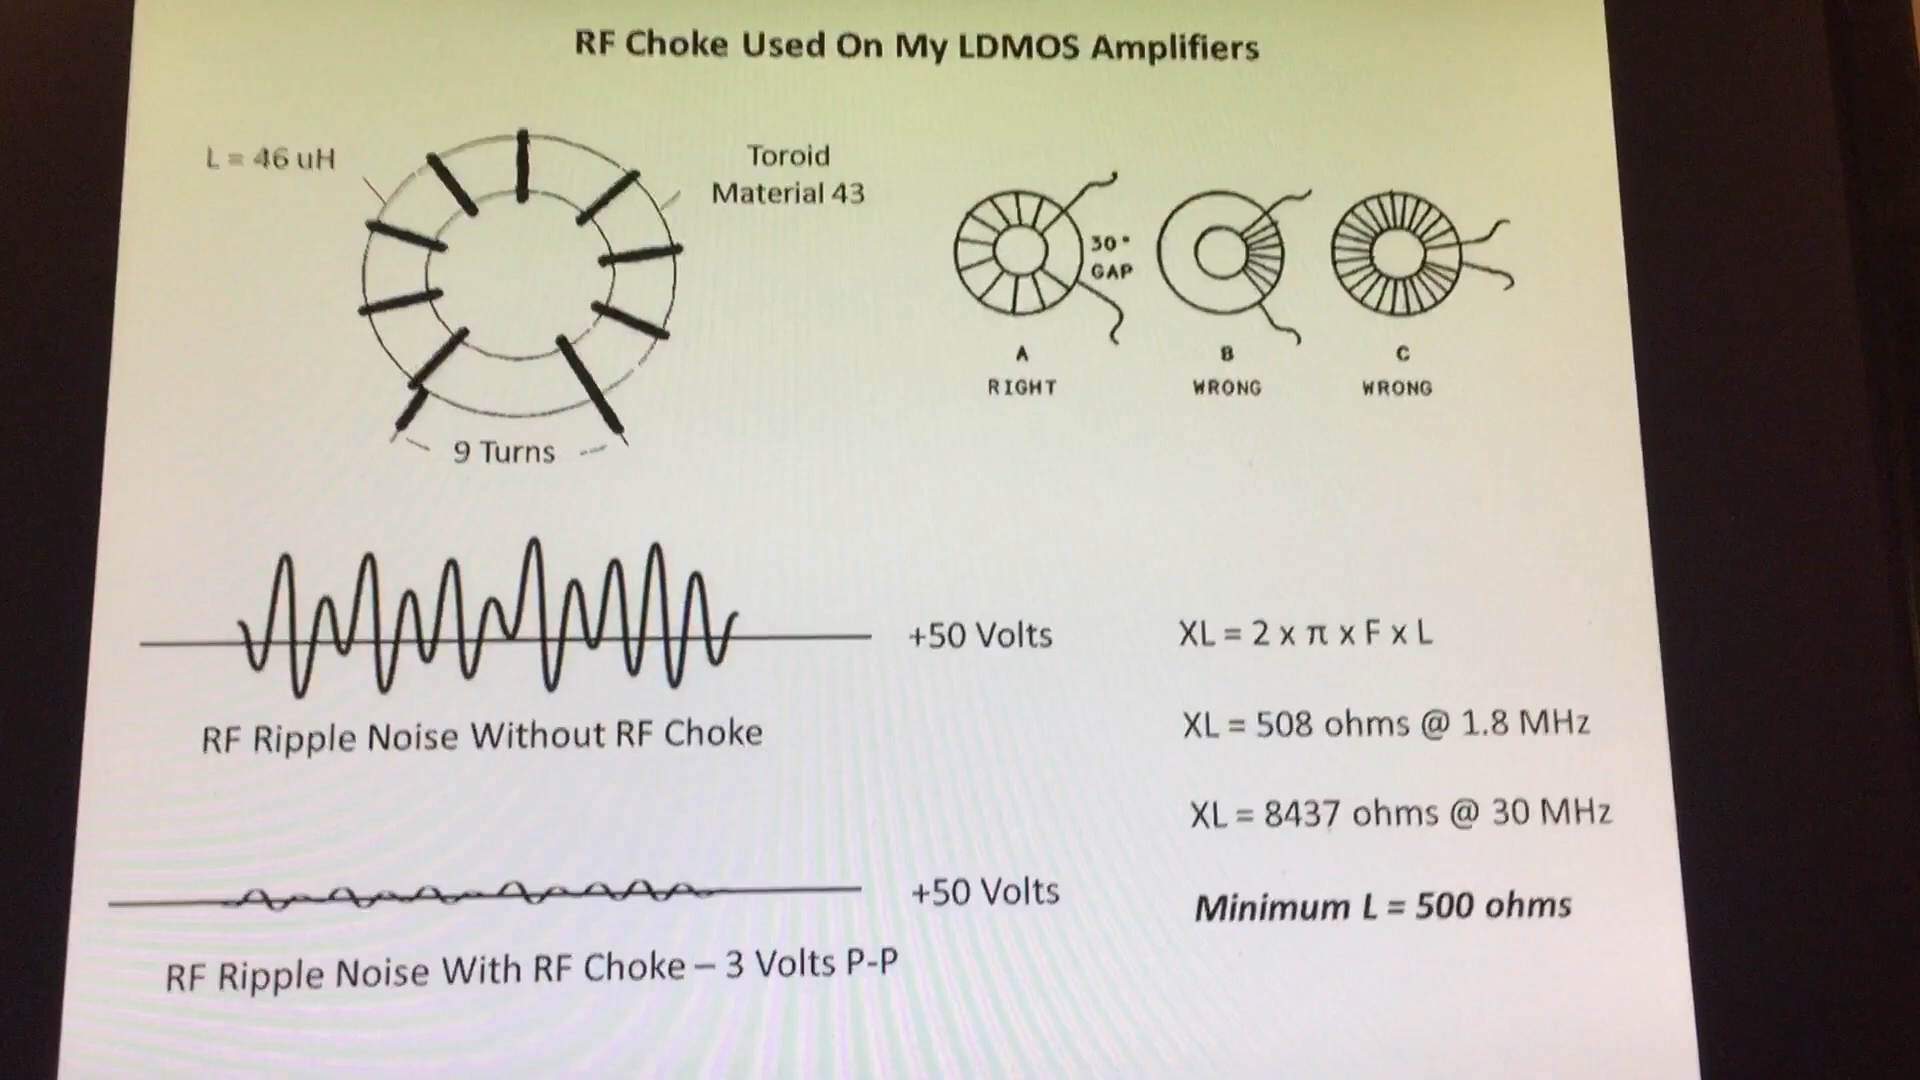 RF Choke Used On My LDMOS Amplifiers
L = 46 uH
Toroid
Material 43
9 Turns
30°
GAP
A
RIGHT
B
WRONG
C
WRONG
+50 Volts
RF Ripple Noise Without RF Choke
+50 Volts
RF Ripple Noise With RF Choke – 3 Volts P-P
XL = 2 x π x F x L
XL = 508 ohms @ 1.8 MHz
XL = 8437 ohms @ 30 MHz
Minimum L = 500 ohms